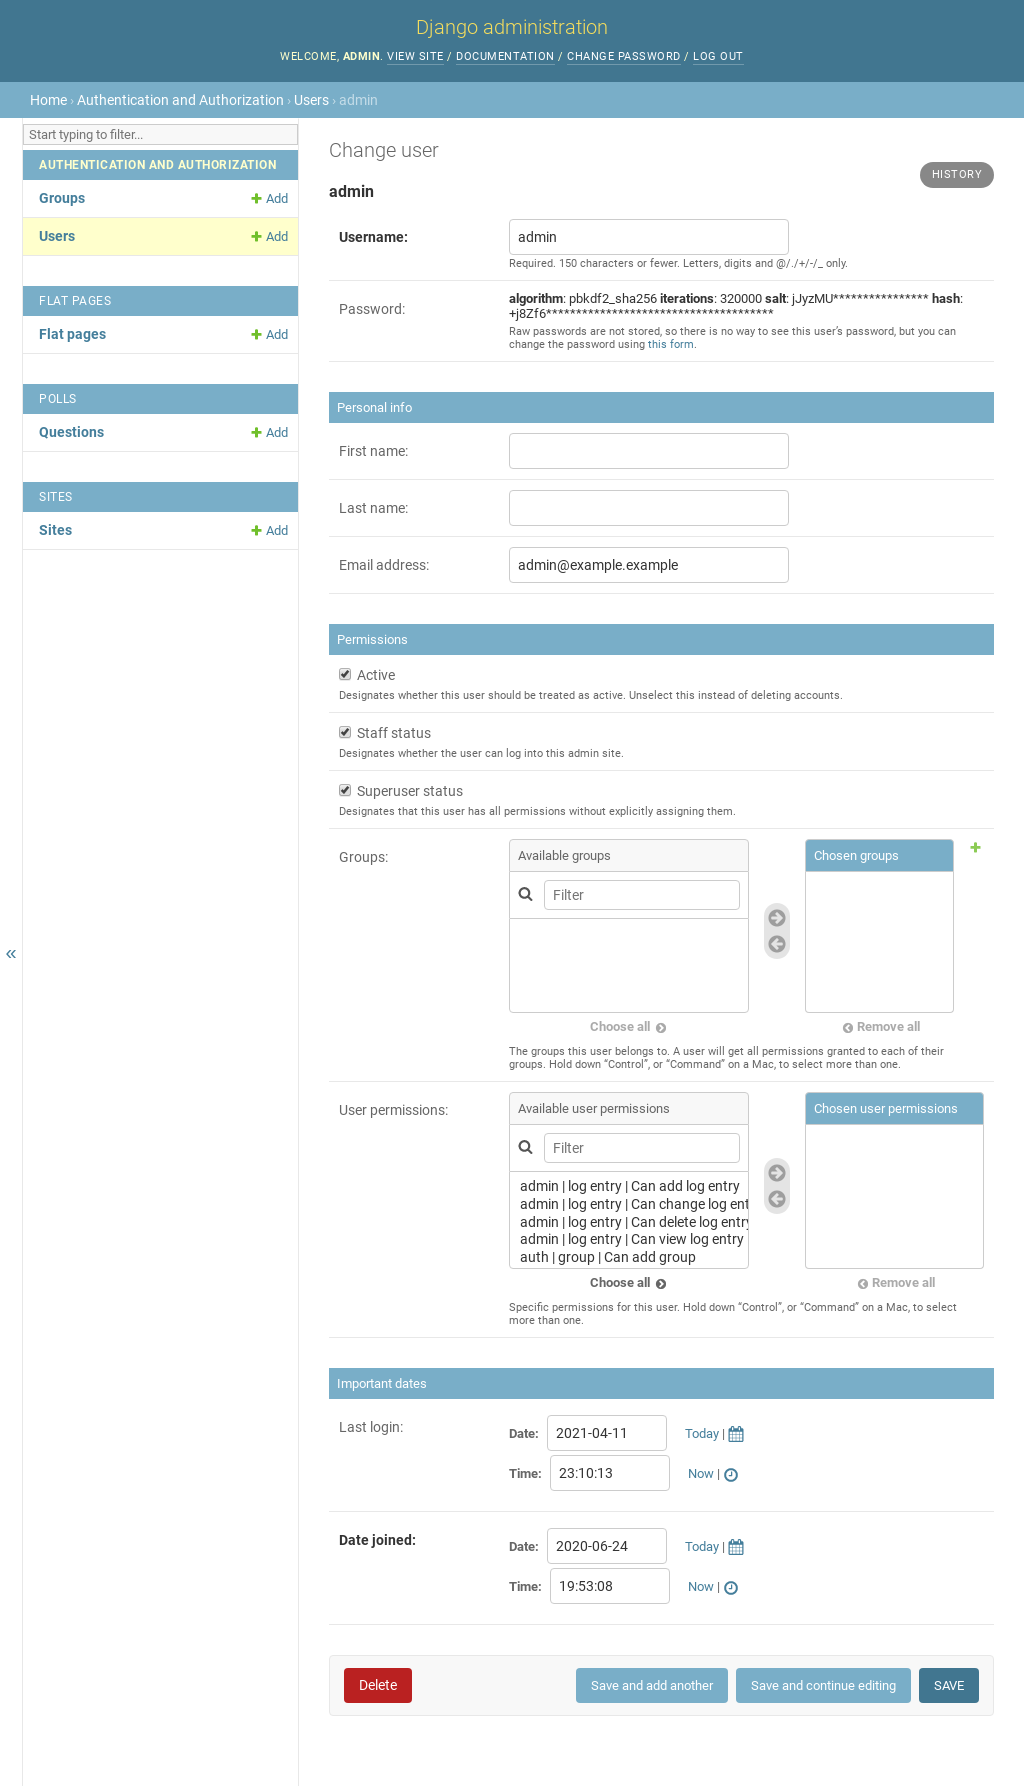 Django administration
WELCOME, ADMIN. VIEW SITE / DOCUMENTATION / CHANGE PASSWORD / LOG OUT
Home › Authentication and Authorization › Users › admin
Start typing to filter...
AUTHENTICATION AND AUTHORIZATION
Groups Add
Users Add
FLAT PAGES
Flat pages Add
POLLS
Questions Add
SITES
Sites Add
«
Change user
HISTORY
admin
Username: admin
Required. 150 characters or fewer. Letters, digits and @/./+/-/_ only.
Password:
algorithm: pbkdf2_sha256 iterations: 320000 salt: jJyzMU**************** hash:
+j8Zf6**************************************
Raw passwords are not stored, so there is no way to see this user’s password, but you can
change the password using this form.
Personal info
First name:
Last name:
Email address: admin@example.example
Permissions
Active
Designates whether this user should be treated as active. Unselect this instead of deleting accounts.
Staff status
Designates whether the user can log into this admin site.
Superuser status
Designates that this user has all permissions without explicitly assigning them.
Groups:
Available groups
Filter
Choose all
Chosen groups
Remove all
The groups this user belongs to. A user will get all permissions granted to each of their
groups. Hold down “Control”, or “Command” on a Mac, to select more than one.
User permissions:
Available user permissions
Filter
admin | log entry | Can add log entry
admin | log entry | Can change log ent
admin | log entry | Can delete log entry
admin | log entry | Can view log entry
auth | group | Can add group
Choose all
Chosen user permissions
Remove all
Specific permissions for this user. Hold down “Control”, or “Command” on a Mac, to select
more than one.
Important dates
Last login:
Date: 2021-04-11 Today |
Time: 23:10:13 Now |
Date joined:
Date: 2020-06-24 Today |
Time: 19:53:08 Now |
Delete Save and add another Save and continue editing SAVE